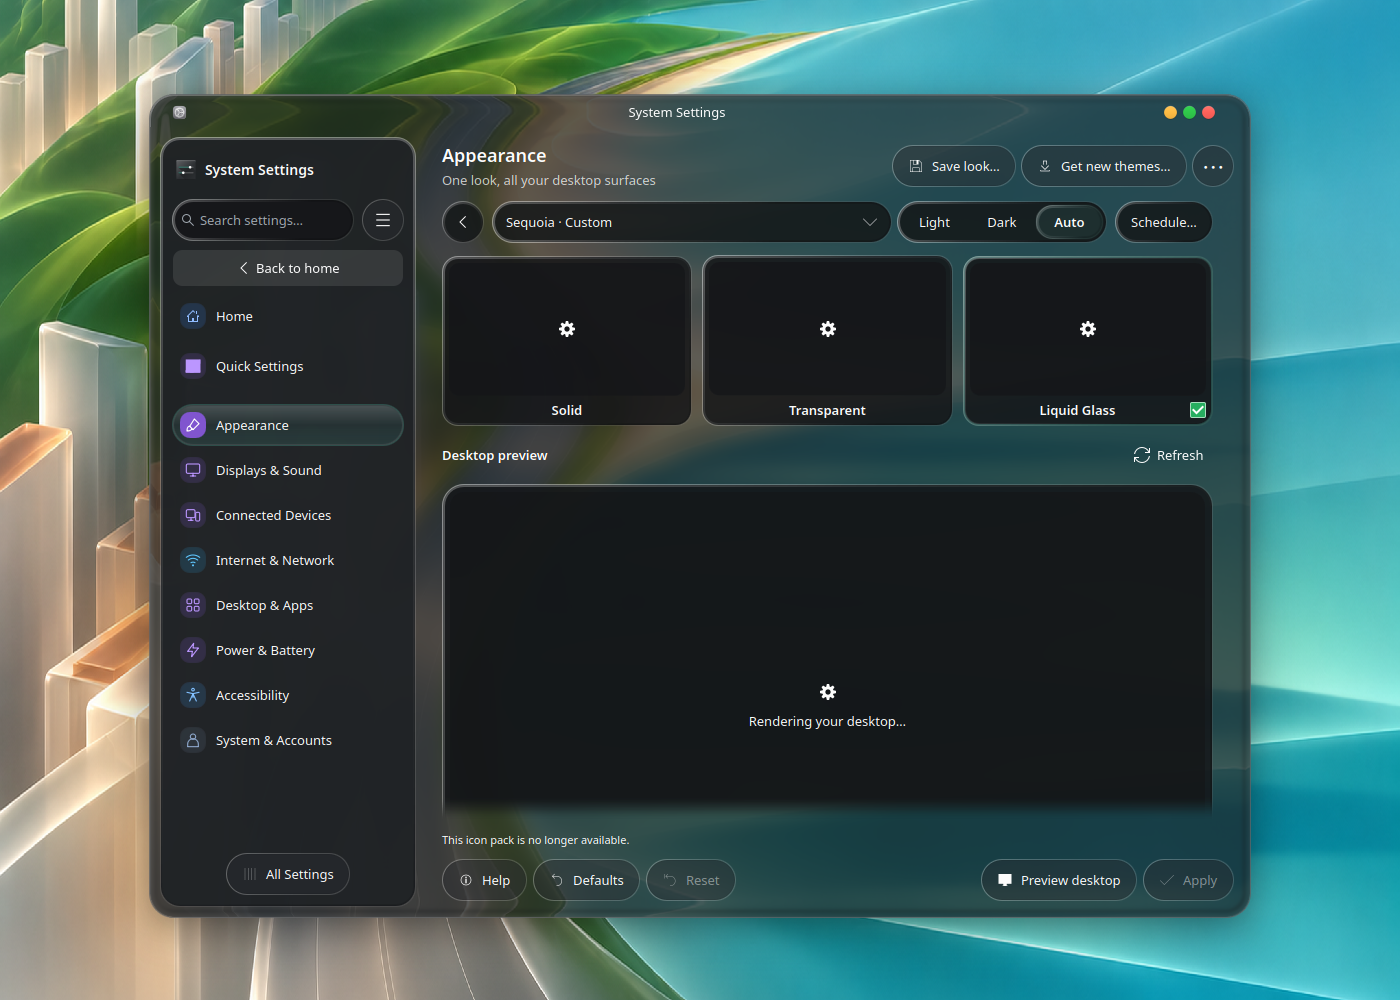 System Settings
System Settings
Search settings...
Back to home
Home
Quick Settings
Appearance
Displays & Sound
Connected Devices
Internet & Network
Desktop & Apps
Power & Battery
Accessibility
System & Accounts
All Settings
Appearance
One look, all your desktop surfaces
Save look...
Get new themes...
Sequoia · Custom
Light
Dark
Auto
Schedule...
Solid
Transparent
Liquid Glass
Desktop preview
Refresh
Rendering your desktop...
This icon pack is no longer available.
Help
Defaults
Reset
Preview desktop
Apply